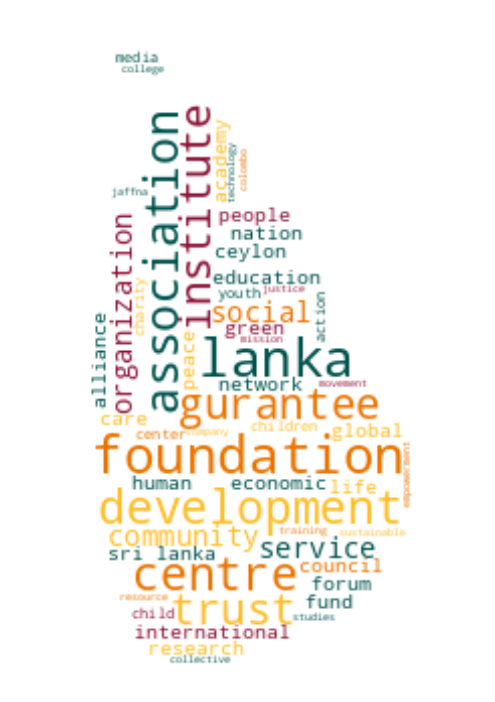 media
college
association
institute
academy
technology
colombo
jaffna
organization
people
nation
ceylon
education
charity
youth
justice
social
action
alliance
green
mission
peace
lanka
network
movement
gurantee
care
children
global
center
company
foundation
empowerment
human
economic
life
development
community
training
sustainable
sri lanka
service
centre
council
forum
resource
trust
fund
child
studies
international
research
collective